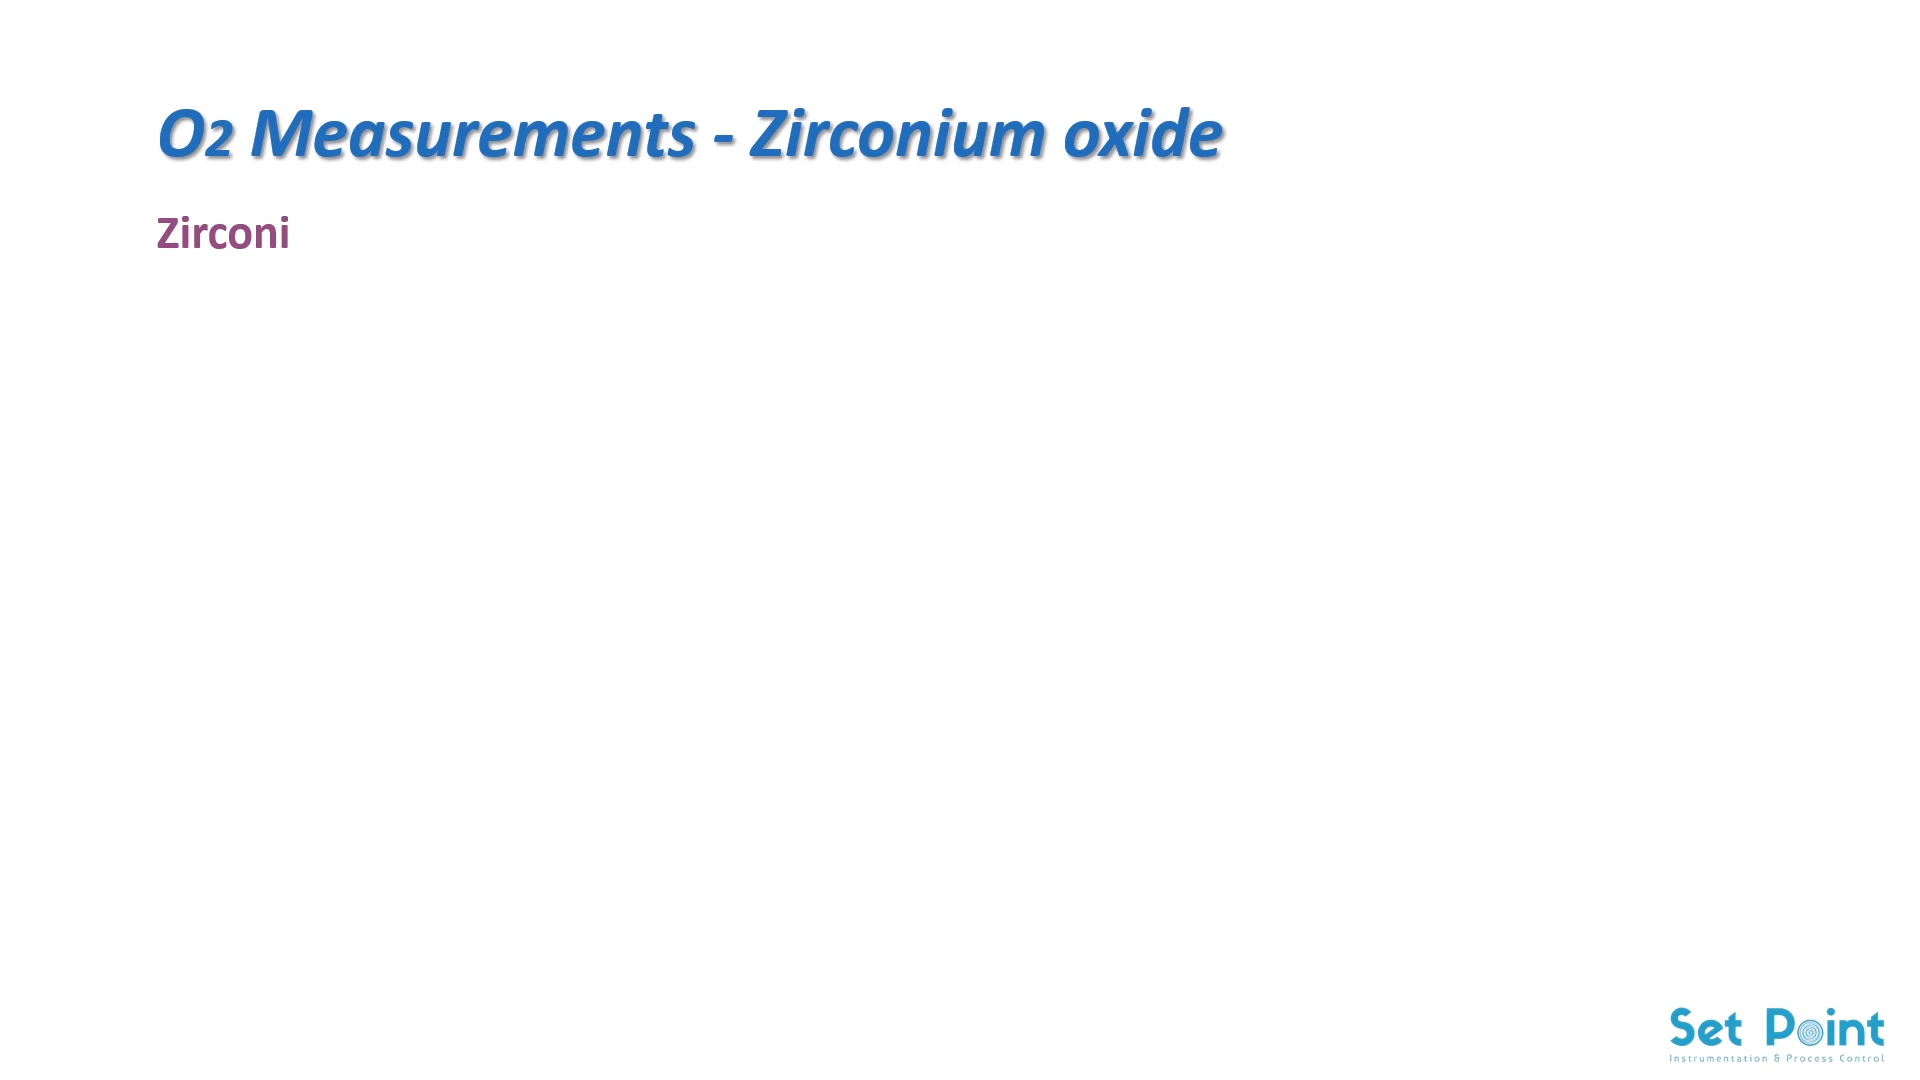 O2 Measurements - Zirconium oxide
Zirconi
Set Point
Instrumentation & Process Control